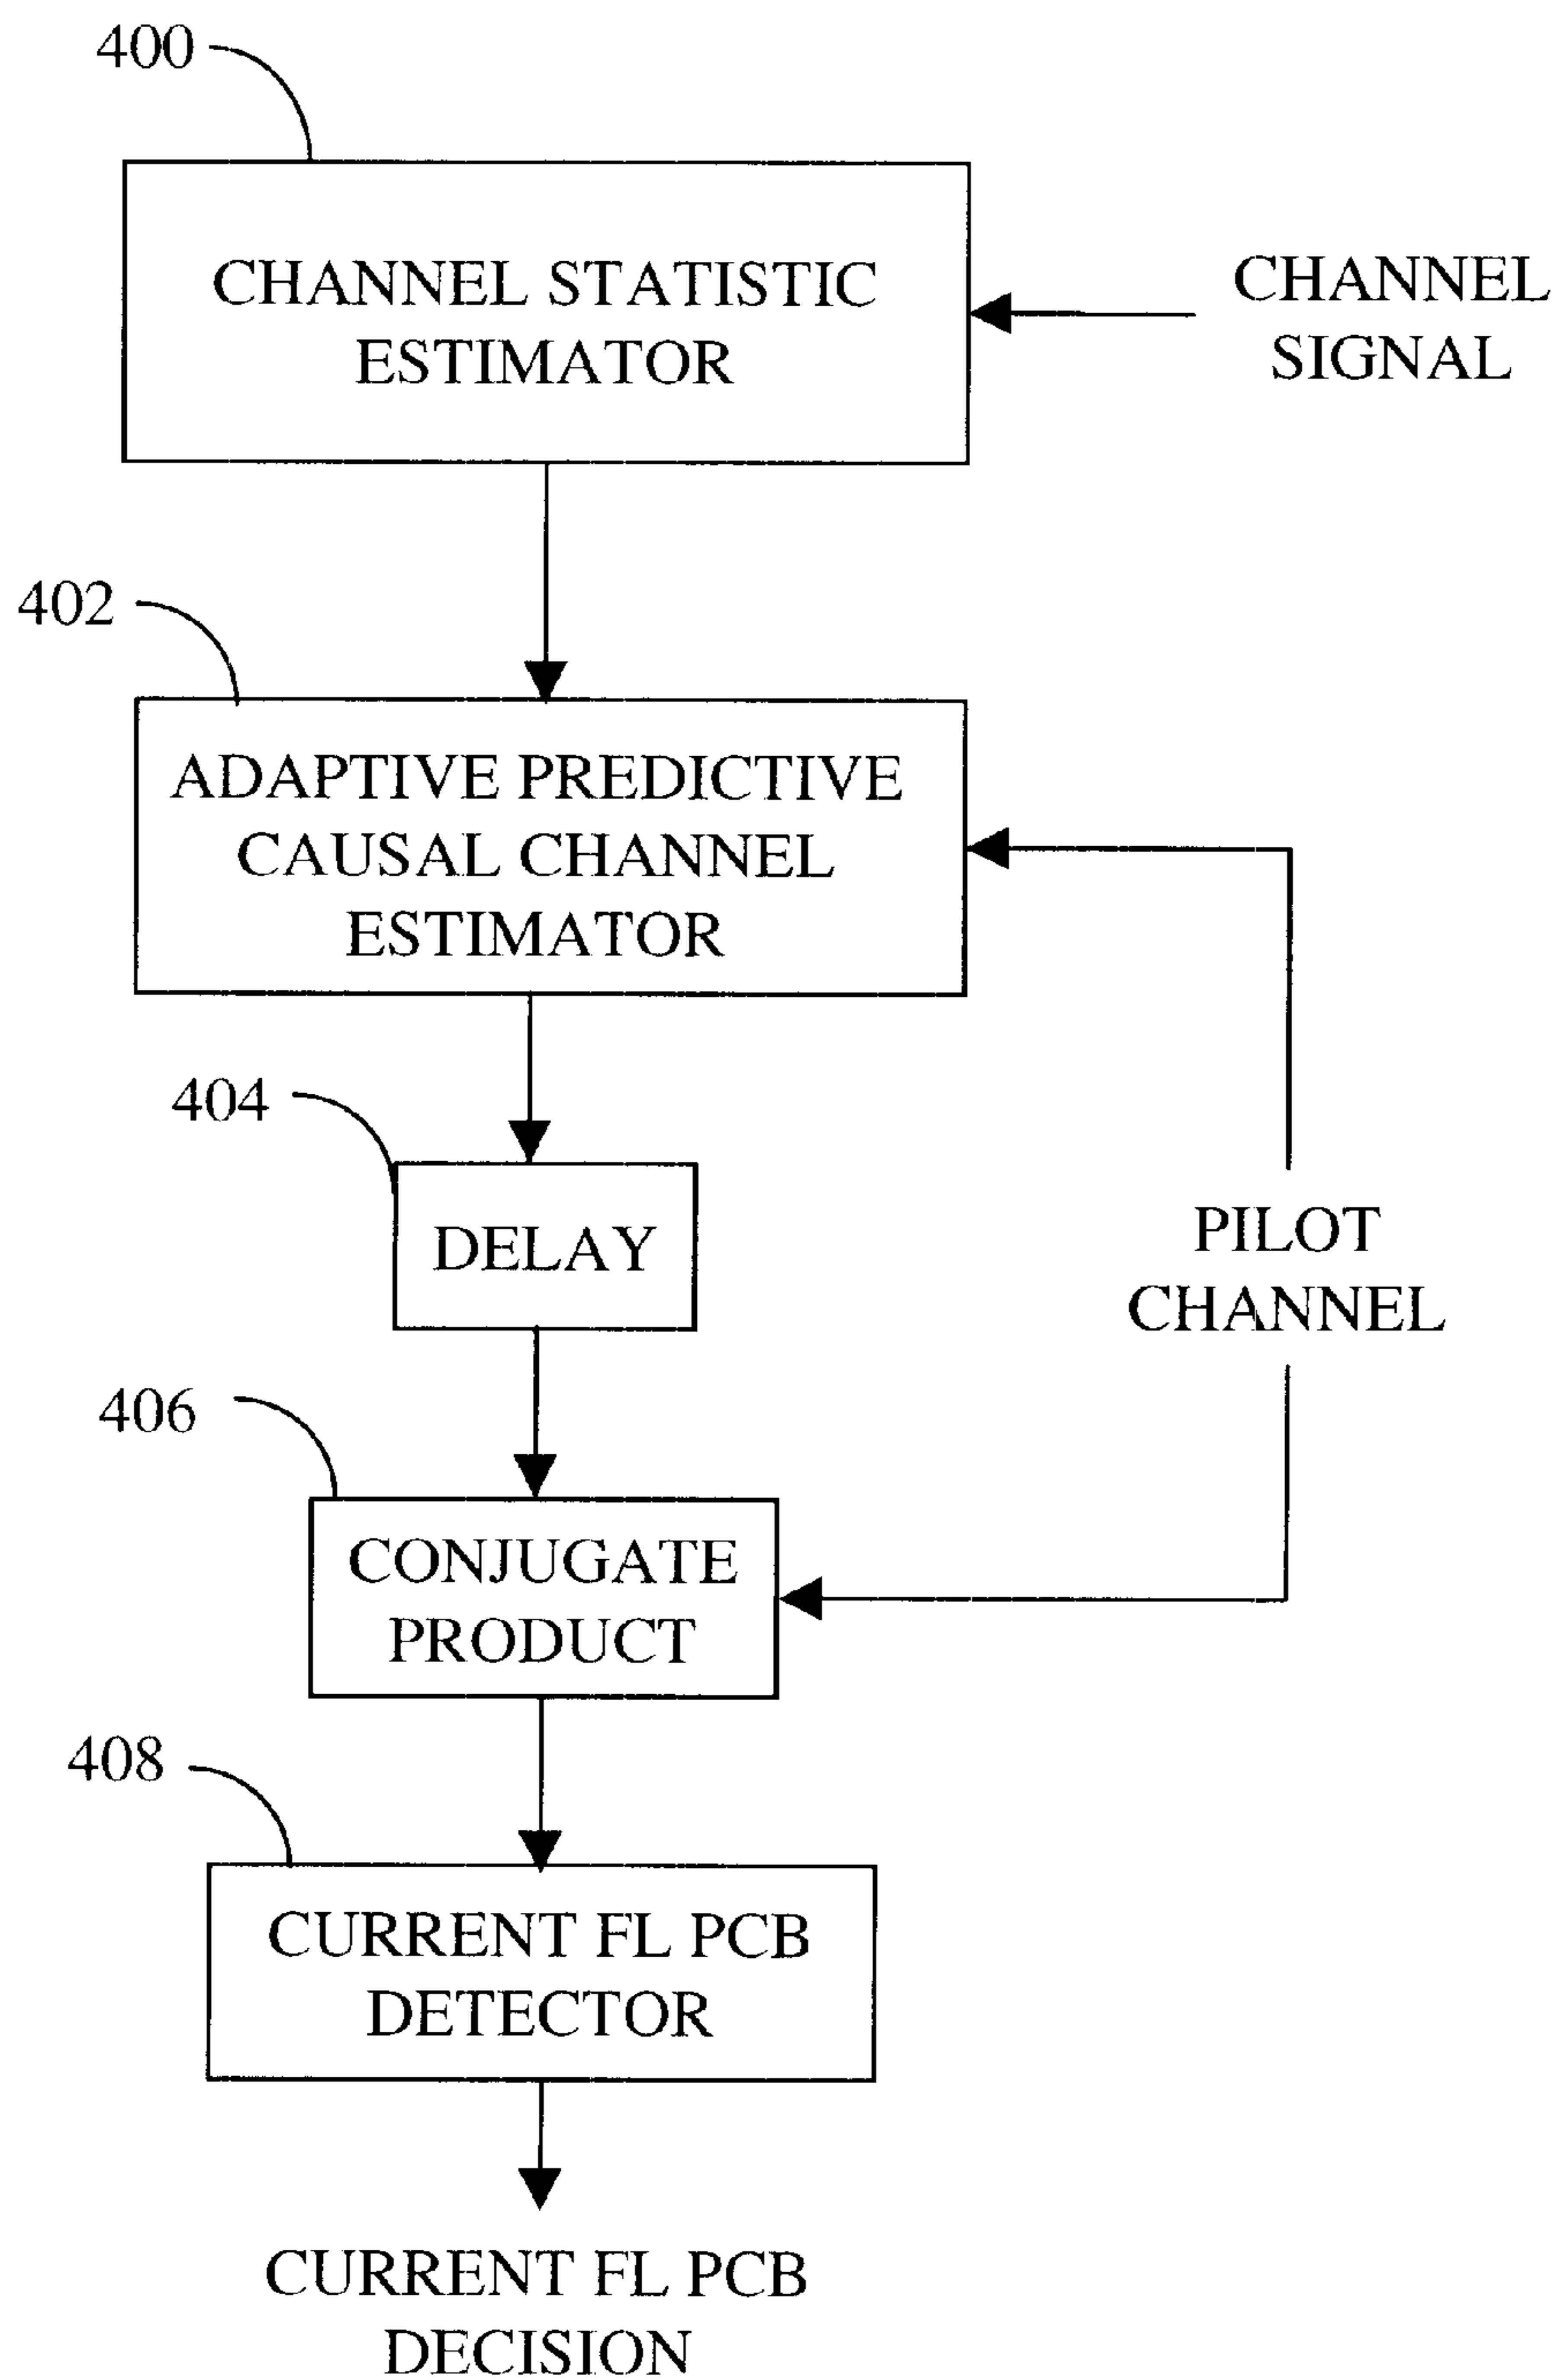 400
CHANNEL STATISTIC
ESTIMATOR
CHANNEL
SIGNAL
402
ADAPTIVE PREDICTIVE
CAUSAL CHANNEL
ESTIMATOR
404
DELAY
PILOT
CHANNEL
406
CONJUGATE
PRODUCT
408
CURRENT FL PCB
DETECTOR
CURRENT FL PCB
DECISION